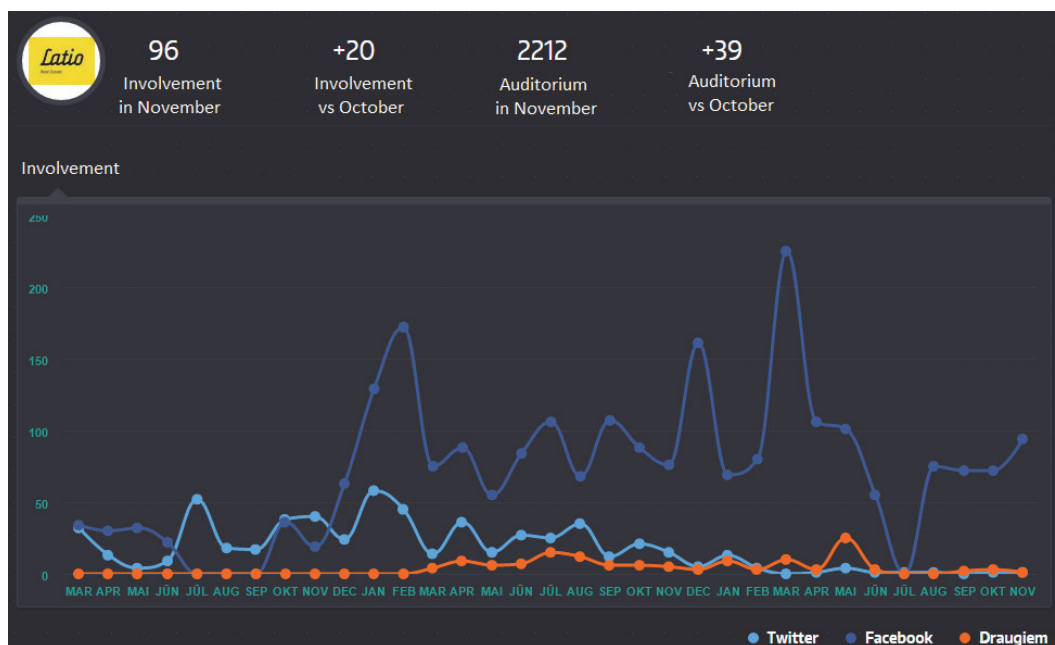 Latio
Real Estate
96
Involvement
in November
+20
Involvement
vs October
2212
Auditorium
in November
+39
Auditorium
vs October
Involvement
250
200
150
100
50
0
MAR APR MAI JŪN JŪL AUG SEP OKT NOV DEC JAN FEB MAR APR MAI JŪN JŪL AUG SEP OKT NOV DEC JAN FEB MAR APR MAI JŪN JŪL AUG SEP OKT NOV
Twitter Facebook Draugiem